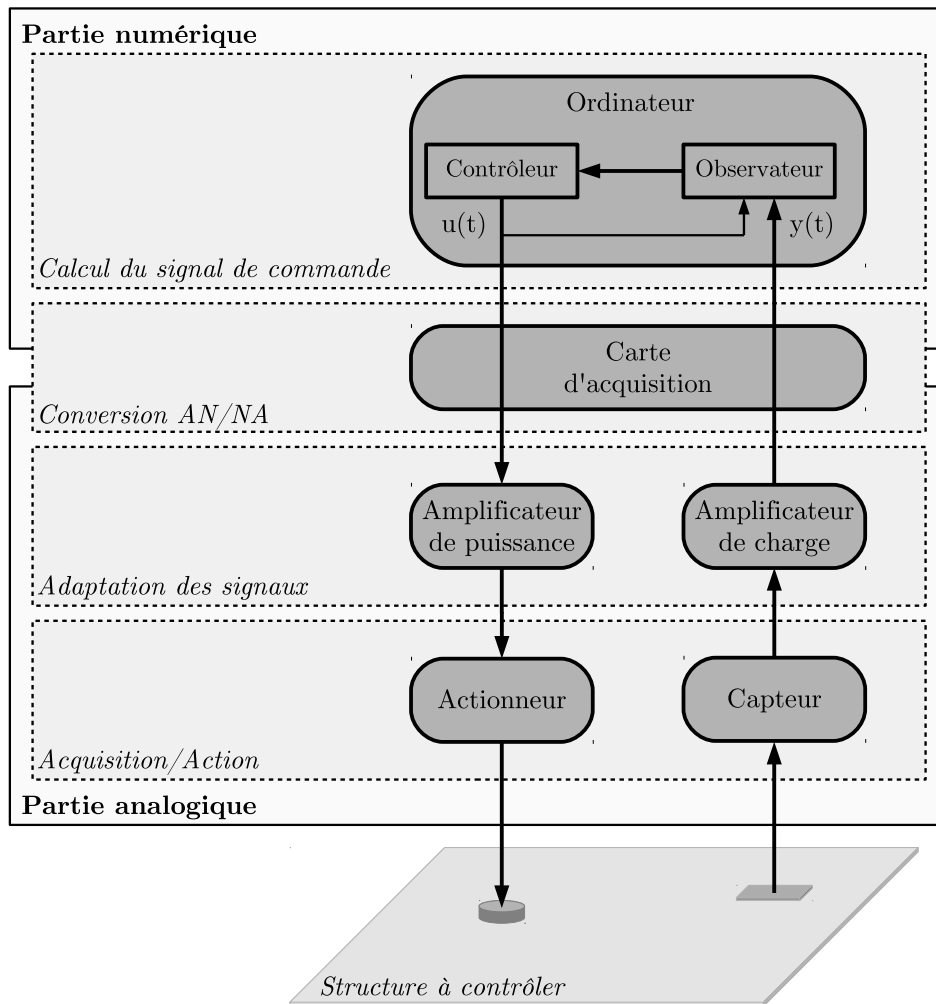 Partie numérique
Ordinateur
Contrôleur
Observateur
u(t)
y(t)
Calcul du signal de commande
Carte
d'acquisition
Conversion AN/NA
Amplificateur
de puissance
Amplificateur
de charge
Adaptation des signaux
Actionneur
Capteur
Acquisition/Action
Partie analogique
Structure à contrôler